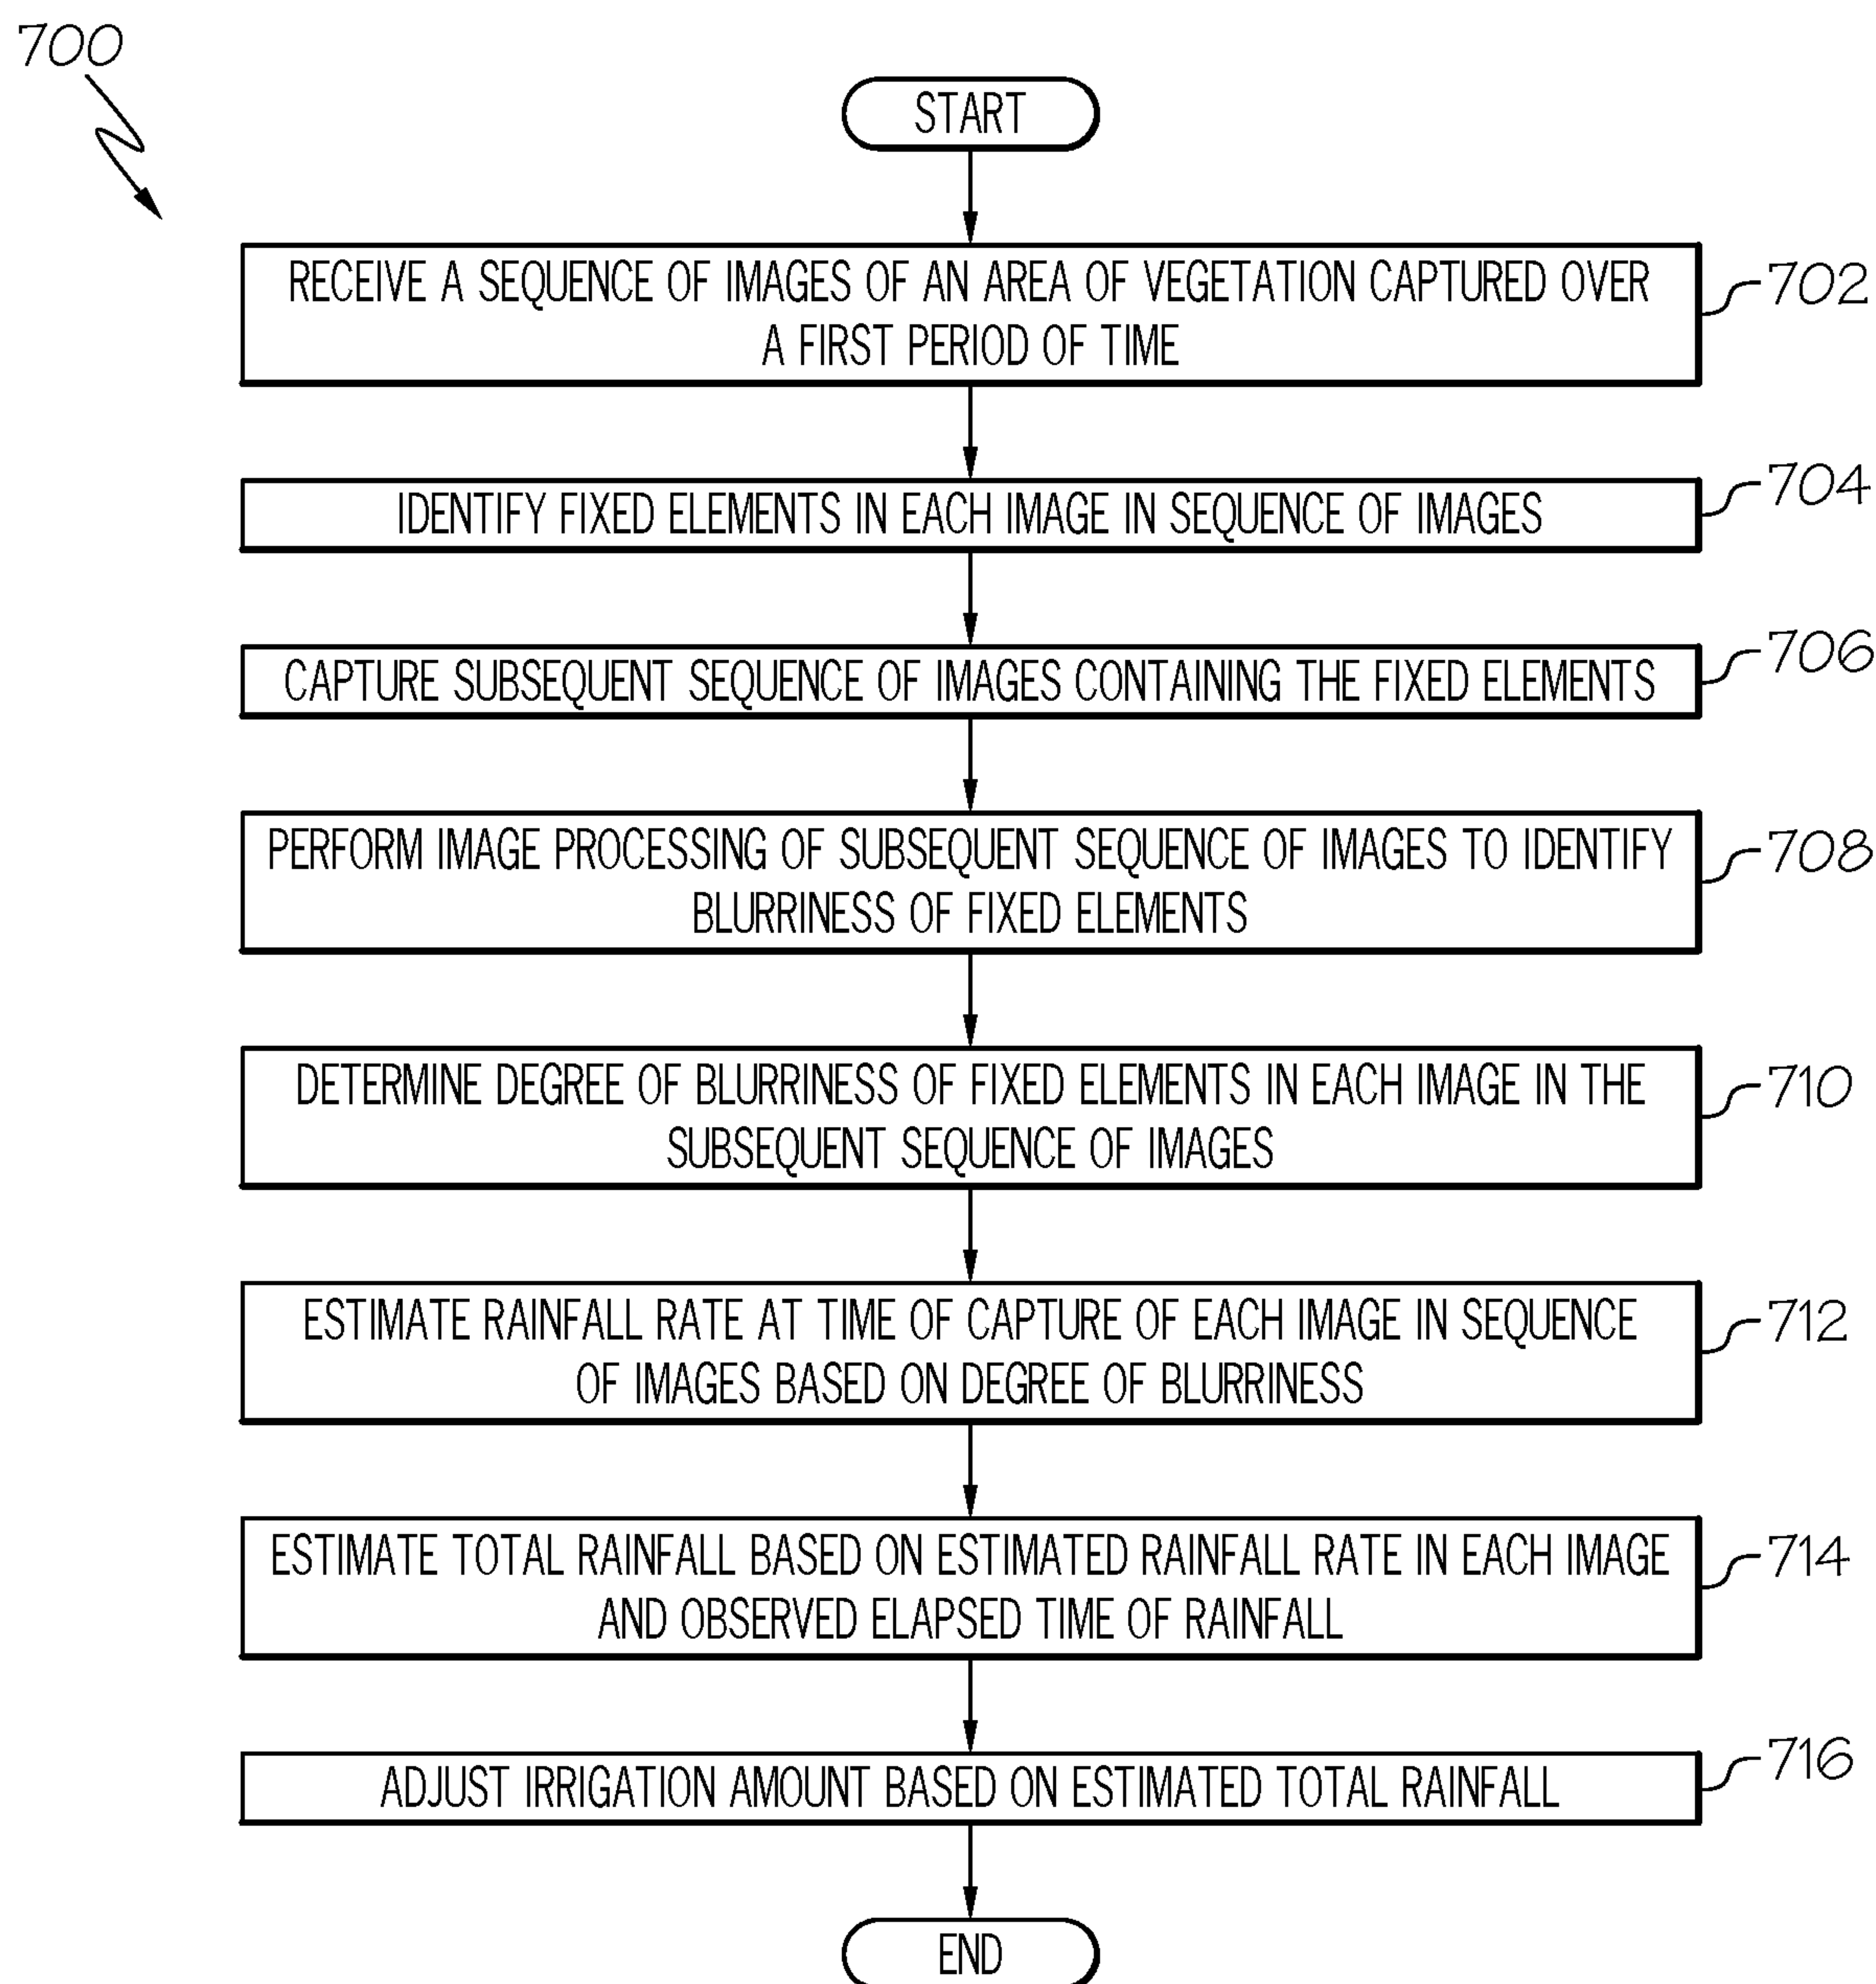 700
START
RECEIVE A SEQUENCE OF IMAGES OF AN AREA OF VEGETATION CAPTURED OVER
A FIRST PERIOD OF TIME
702
IDENTIFY FIXED ELEMENTS IN EACH IMAGE IN SEQUENCE OF IMAGES
704
CAPTURE SUBSEQUENT SEQUENCE OF IMAGES CONTAINING THE FIXED ELEMENTS
706
PERFORM IMAGE PROCESSING OF SUBSEQUENT SEQUENCE OF IMAGES TO IDENTIFY
BLURRINESS OF FIXED ELEMENTS
708
DETERMINE DEGREE OF BLURRINESS OF FIXED ELEMENTS IN EACH IMAGE IN THE
SUBSEQUENT SEQUENCE OF IMAGES
710
ESTIMATE RAINFALL RATE AT TIME OF CAPTURE OF EACH IMAGE IN SEQUENCE
OF IMAGES BASED ON DEGREE OF BLURRINESS
712
ESTIMATE TOTAL RAINFALL BASED ON ESTIMATED RAINFALL RATE IN EACH IMAGE
AND OBSERVED ELAPSED TIME OF RAINFALL
714
ADJUST IRRIGATION AMOUNT BASED ON ESTIMATED TOTAL RAINFALL
716
END